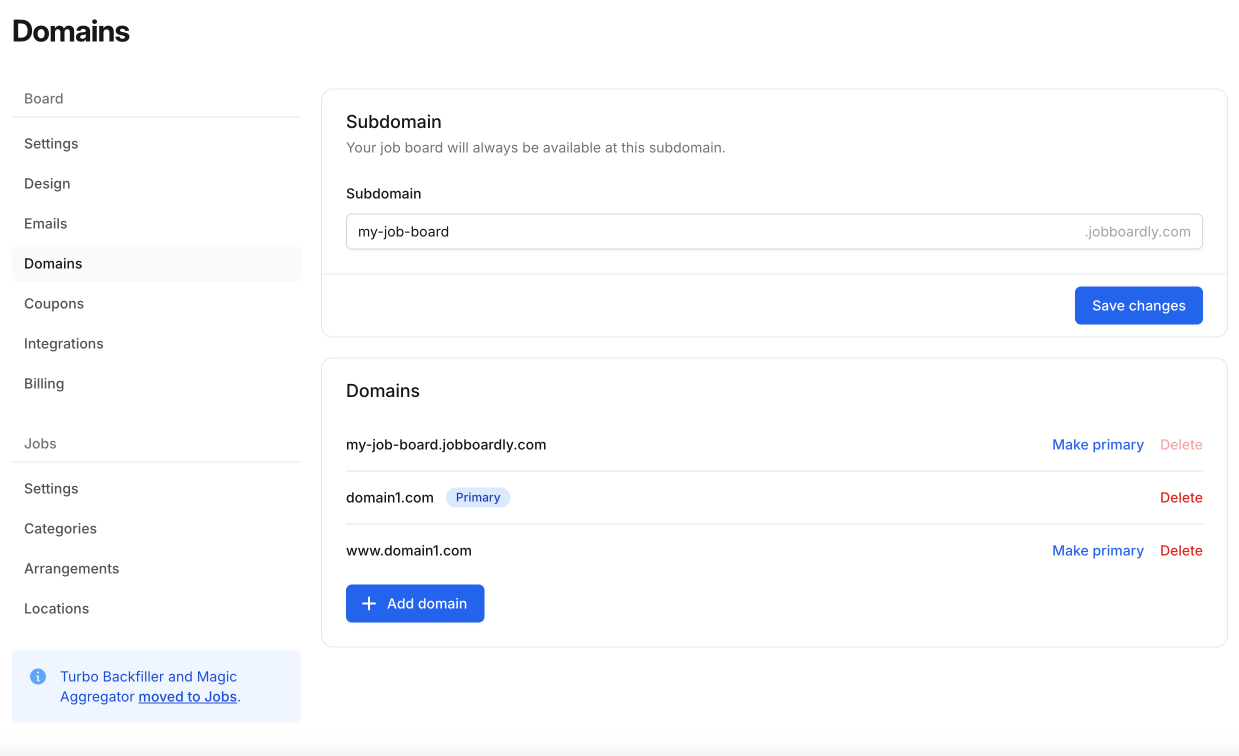 Domains
Board
Settings
Design
Emails
Domains
Coupons
Integrations
Billing
Jobs
Settings
Categories
Arrangements
Locations
Turbo Backfiller and Magic
Aggregator moved to Jobs.
Subdomain
Your job board will always be available at this subdomain.
Subdomain
my-job-board .jobboardly.com
Save changes
Domains
my-job-board.jobboardly.com Make primary Delete
domain1.com Primary Delete
www.domain1.com Make primary Delete
Add domain